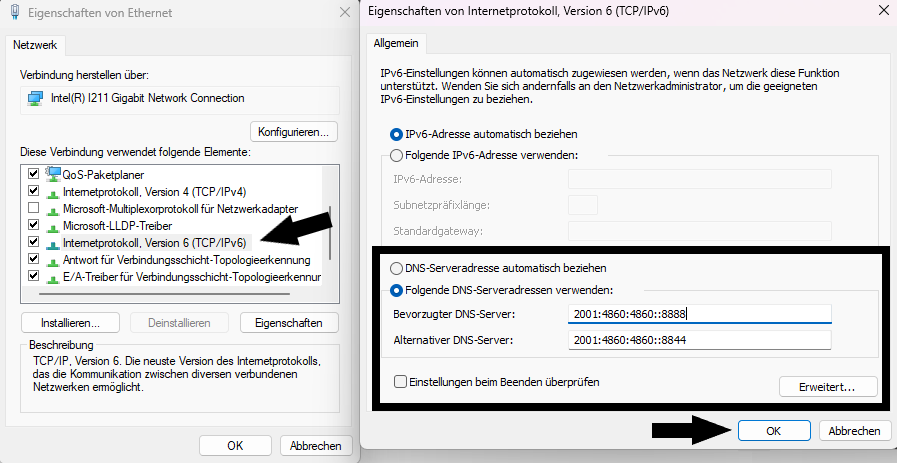 Eigenschaften von Ethernet
Netzwerk
Verbindung herstellen über:
Intel(R) I211 Gigabit Network Connection
Konfigurieren...
Diese Verbindung verwendet folgende Elemente:
QoS-Paketplaner
Internetprotokoll, Version 4 (TCP/IPv4)
Microsoft-Multiplexorprotokoll für Netzwerkadapter
Microsoft-LLDP-Treiber
Internetprotokoll, Version 6 (TCP/IPv6)
Antwort für Verbindungsschicht-Topologieerkennung
E/A-Treiber für Verbindungsschicht-Topologieerkennur
Installieren...
Deinstallieren
Eigenschaften
Beschreibung
TCP/IP, Version 6. Die neueste Version des Internetprotokolls,
das die Kommunikation zwischen diversen verbundenen
Netzwerken ermöglicht.
OK
Abbrechen
Eigenschaften von Internetprotokoll, Version 6 (TCP/IPv6)
Allgemein
IPv6-Einstellungen können automatisch zugewiesen werden, wenn das Netzwerk diese Funktion
unterstützt. Wenden Sie sich andernfalls an den Netzwerkadministrator, um die geeigneten
IPv6-Einstellungen zu beziehen.
IPv6-Adresse automatisch beziehen
Folgende IPv6-Adresse verwenden:
IPv6-Adresse:
Subnetzpräfixlänge:
Standardgateway:
DNS-Serveradresse automatisch beziehen
Folgende DNS-Serveradressen verwenden:
Bevorzugter DNS-Server:
2001:4860:4860::8888
Alternativer DNS-Server:
2001:4860:4860::8844
Einstellungen beim Beenden überprüfen
Erweitert...
OK
Abbrechen